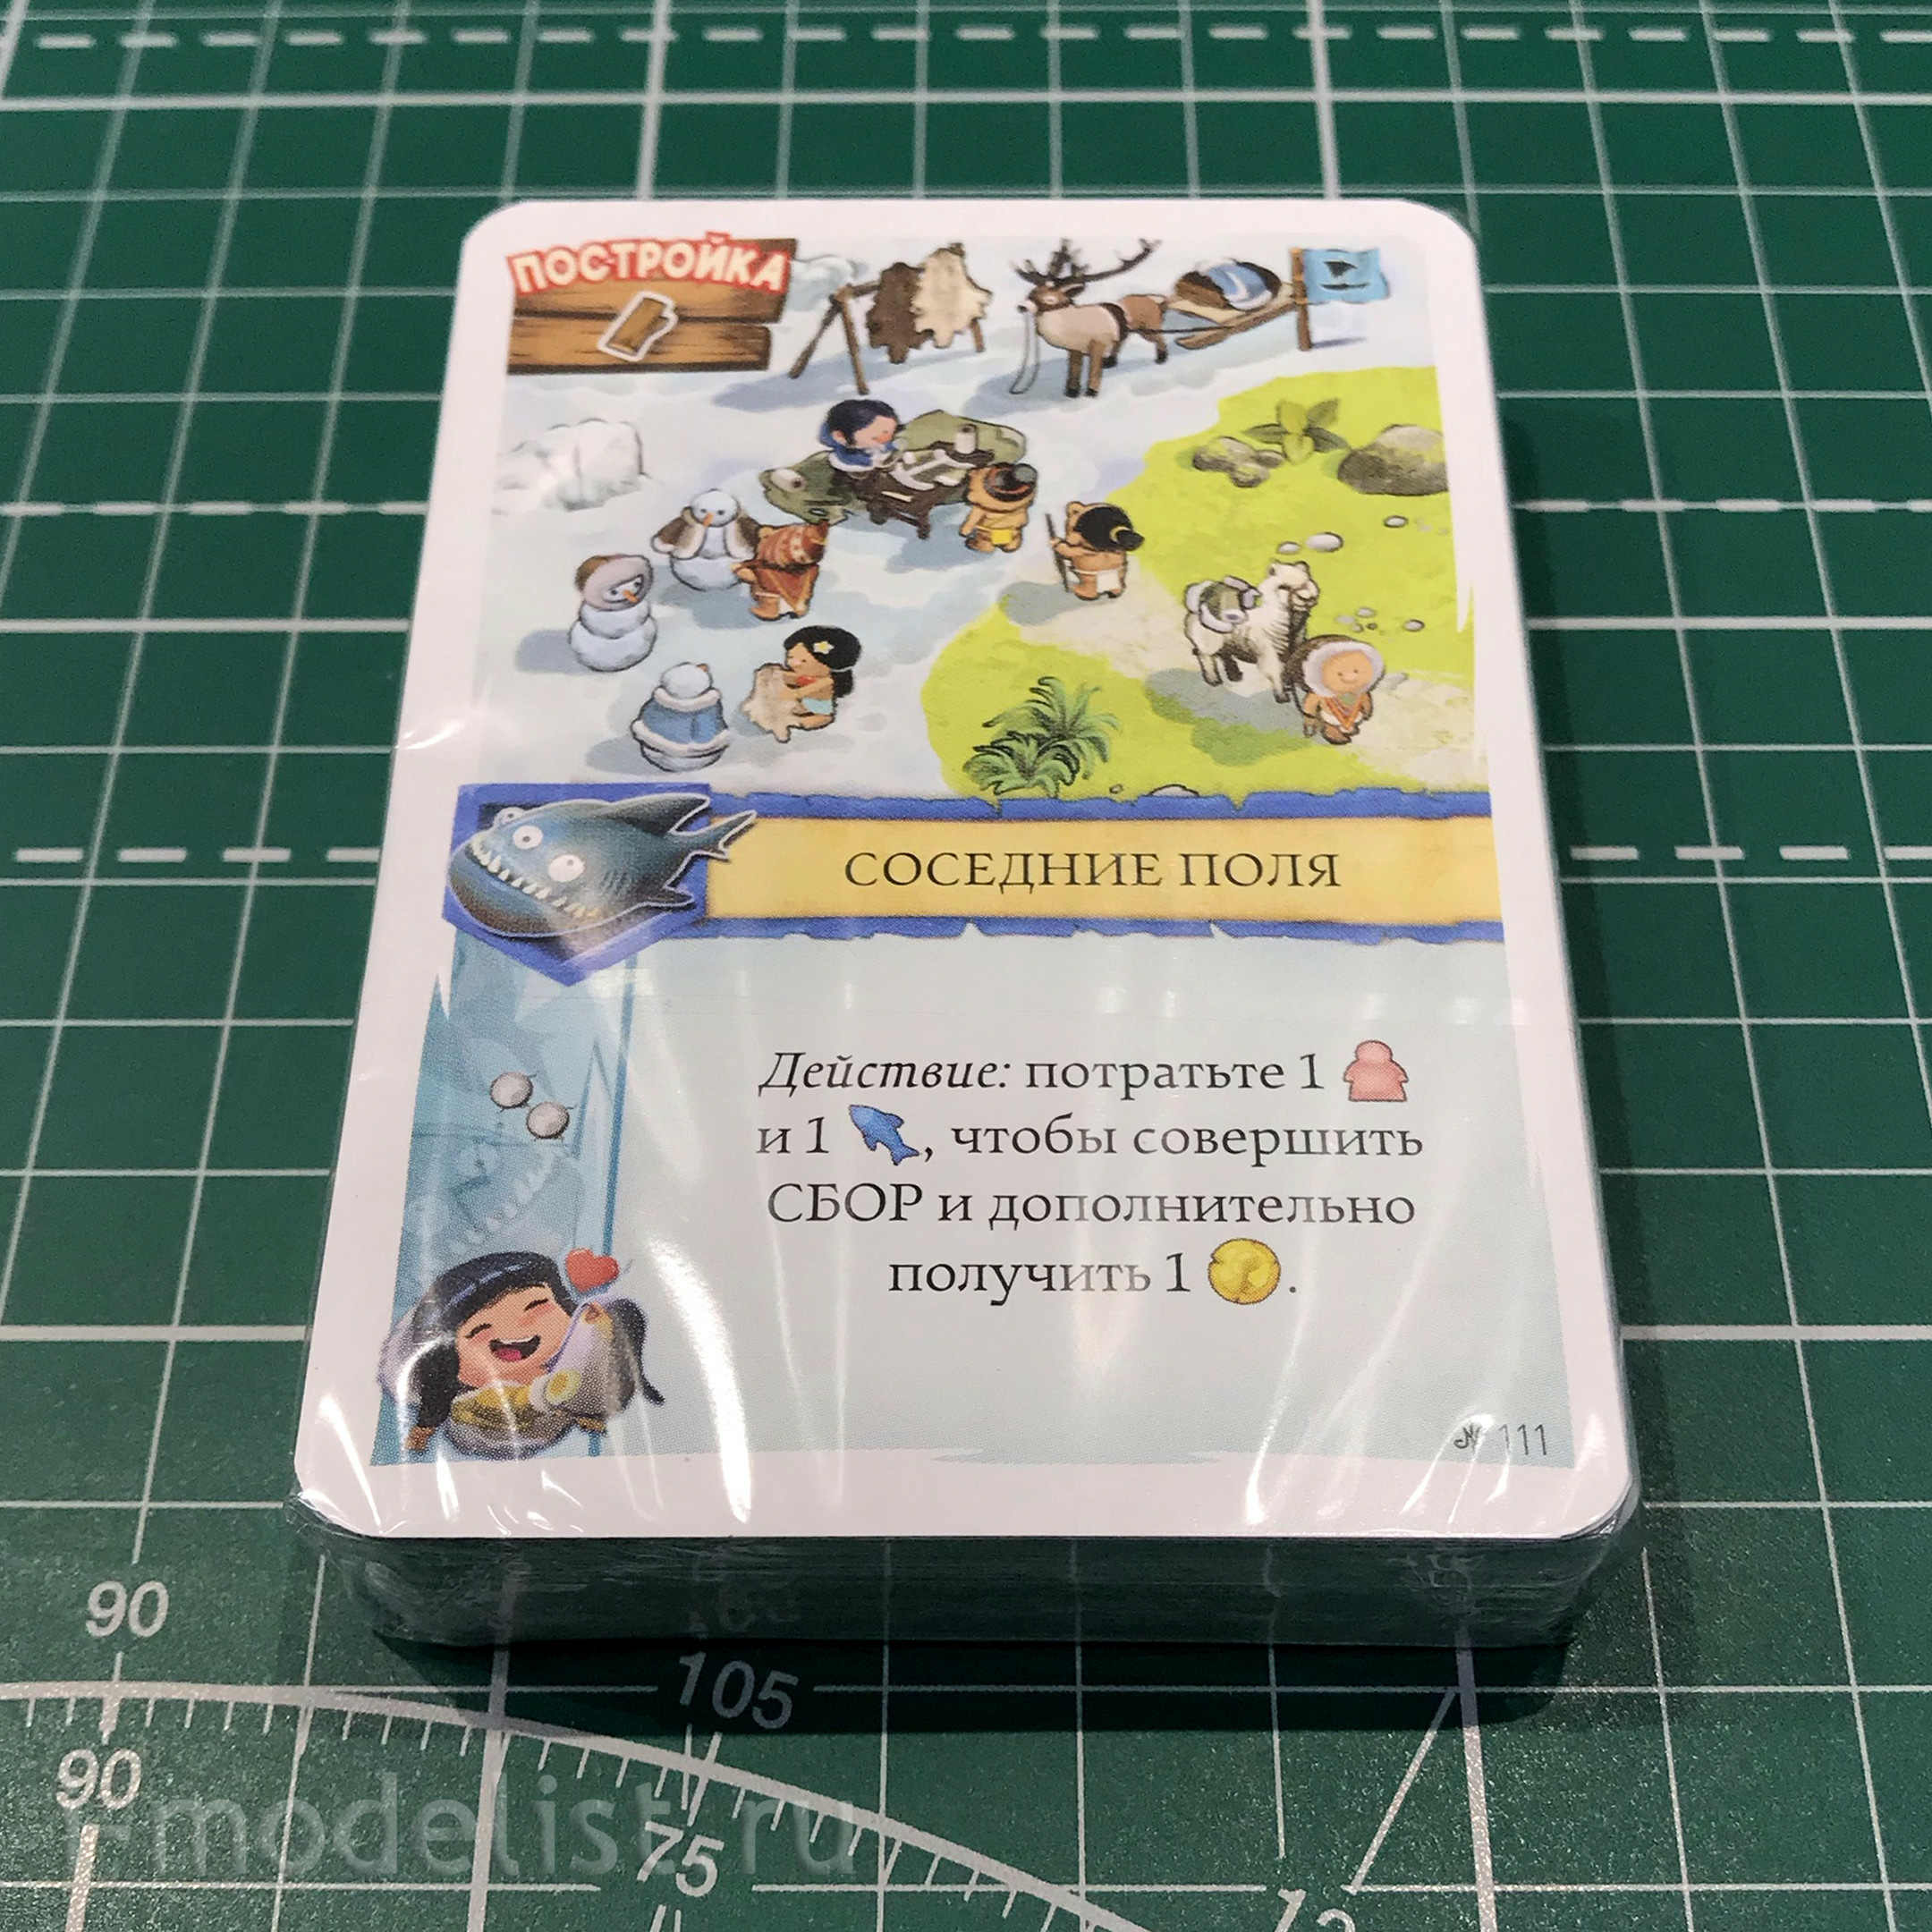 ПОСТРОЙКА
СОСЕДНИЕ ПОЛЯ
Действие: потратьте 1
и 1 , чтобы совершить
СБОР и дополнительно
получить 1 .
111
90
105
90
modelist.ru
75